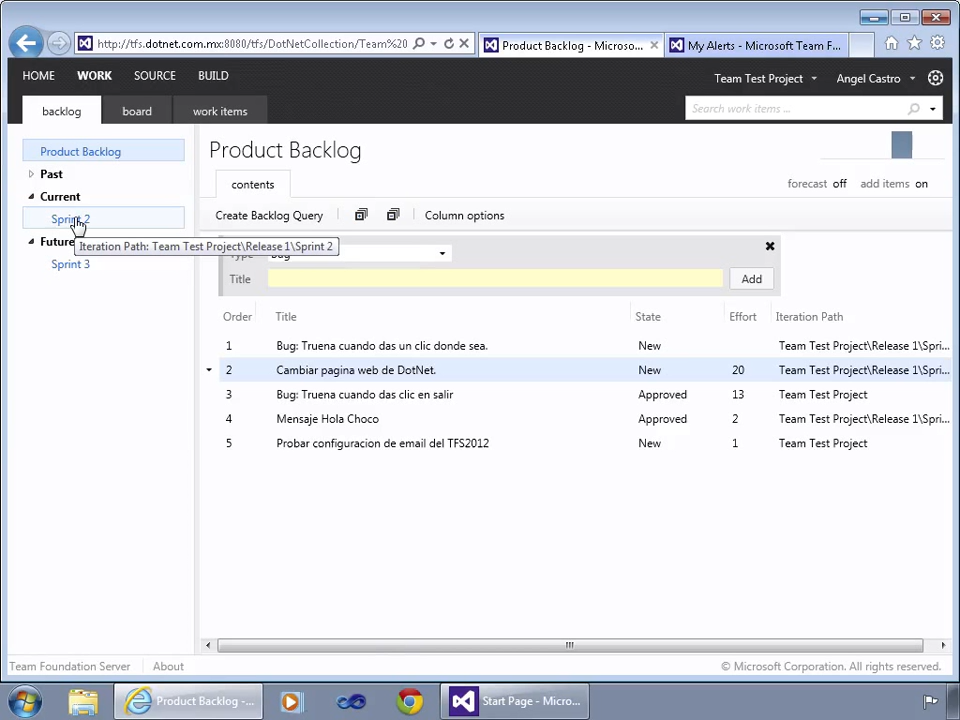 http://tfs.dotnet.com.mx:8080/tfs/DotNetCollection/Team%20
Product Backlog - Microso...
My Alerts - Microsoft Team F...
HOME WORK SOURCE BUILD
Team Test Project
Angel Castro
backlog board work items
Search work items ...
Product Backlog
Past
Current
Sprint 2
Iteration Path: Team Test Project\Release 1\Sprint 2
Future
Sprint 3
Product Backlog
contents
forecast off add items on
Create Backlog Query
Column options
Title
Add
Order Title State Effort Iteration Path
1 Bug: Truena cuando das un clic donde sea. New Team Test Project\Release 1\Spri...
2 Cambiar pagina web de DotNet. New 20 Team Test Project\Release 1\Spri...
3 Bug: Truena cuando das clic en salir Approved 13 Team Test Project
4 Mensaje Hola Choco Approved 2 Team Test Project\Release 1\Spri...
5 Probar configuracion de email del TFS2012 New 1 Team Test Project
Team Foundation Server About
© Microsoft Corporation. All rights reserved.
Product Backlog -...
Start Page - Micro...